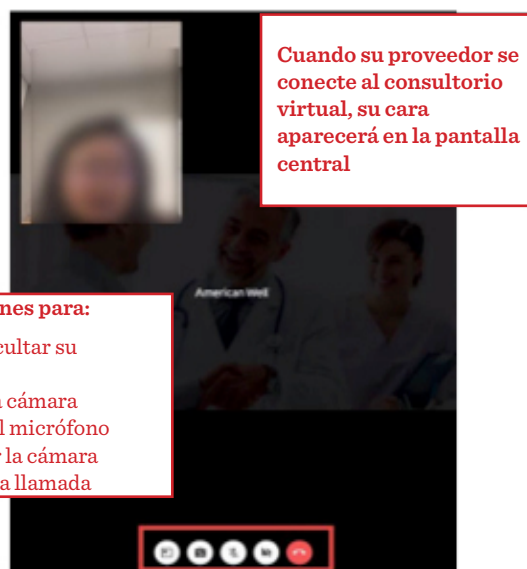 Cuando su proveedor se
conecte al consultorio
virtual, su cara
aparecerá en la pantalla
central
American Well
nes para:
cultar su
cámara
l micrófono
r la cámara
a llamada